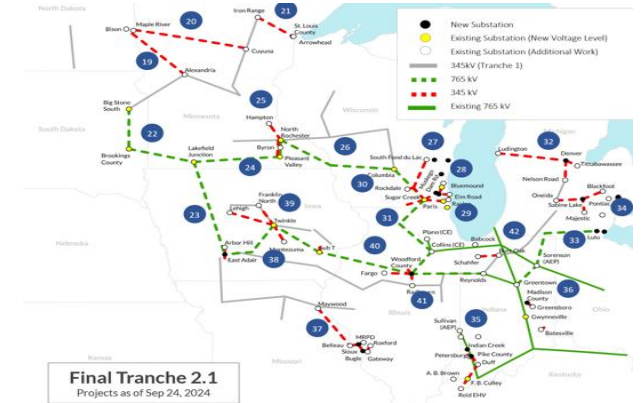 North Dakota
20
Iron Range
21
Bison
Maple River
St. Louis
County
Arrowhead
Cuyuna
19
Alexandria
New Substation
Existing Substation (New Voltage Level)
Existing Substation (Additional Work)
345kV (Tranche 1)
765 kV
345 kV
Existing 765 kV
Big Stone
South
Minnesota
25
Hampton
Wisconsin
South Dakota
22
North
Rochester
Byron
Pleasant
Valley
26
27
South Fond du Lac
28
Ludington
32
Michigan
Denver
Tittabawassee
Brookings
County
Lakefield
Junction
24
Columbia
30
Rockdale
Sugar Creek
Bluemound
Elm Road
Paris
29
Nelson Road
Oneida
Sabine Lake
Blackfoot
Pontiac
34
Majestic
23
Lehigh
Franklin
North
39
Iowa
Twinkle
31
Plano (CE)
Collins (CE)
Babcock
42
33
Lulu
Nebraska
Arbor Hill
East Adair
38
Montezuma
Sub T
40
Woodford
County
Fargo
41
Schahfer
Reynolds
Sorenson
(AEP)
Greentown
36
Madison
County
Greensboro
Gwynneville
Ohio
Illinois
Indiana
Maywood
37
Sullivan
(AEP)
35
Batesville
Belleau
MRPD
Roxford
Sioux
Bugle
Gateway
Indian Creek
Petersburg
Pike County
Duff
Kansas
Missouri
A. B. Brown
F.B. Culley
Reid EHV
Kentucky
Final Tranche 2.1
Projects as of Sep 24, 2024